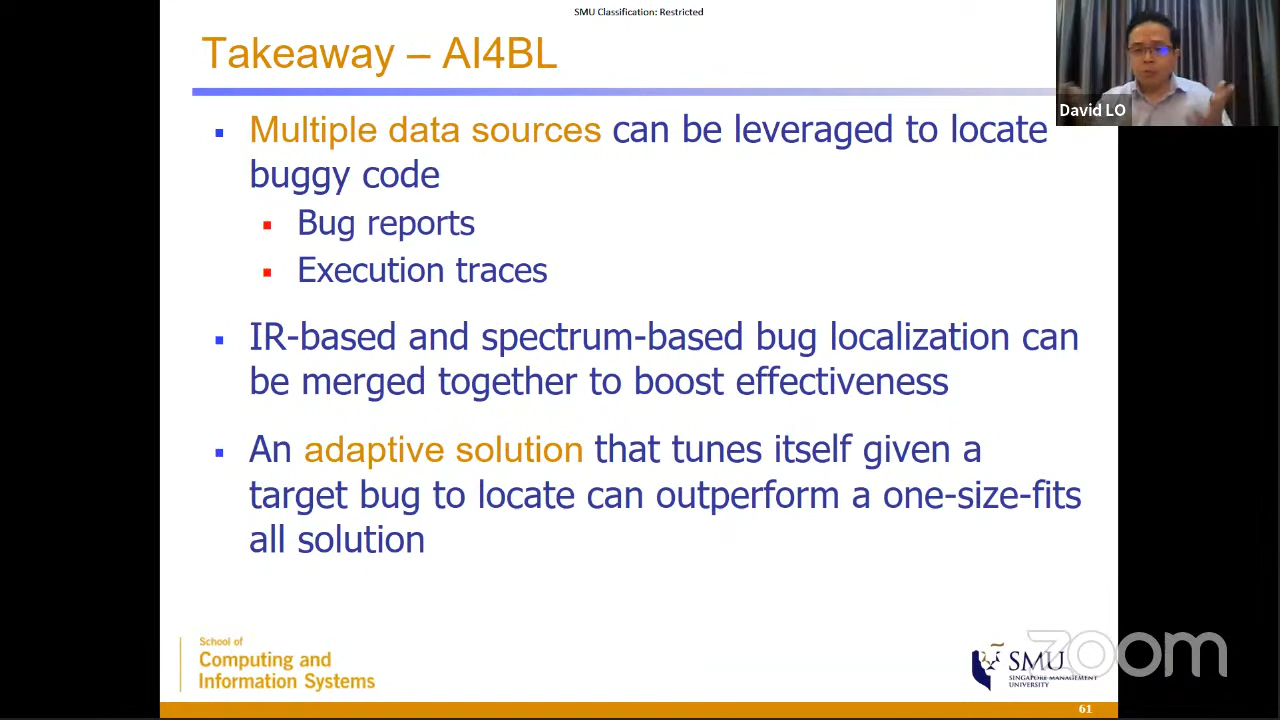 SMU Classification: Restricted
Takeaway – AI4BL
David LO
Multiple data sources can be leveraged to locate
buggy code
Bug reports
Execution traces
IR-based and spectrum-based bug localization can
be merged together to boost effectiveness
An adaptive solution that tunes itself given a
target bug to locate can outperform a one-size-fits
all solution
School of
Computing and
Information Systems
SMU
SINGAPORE MANAGEMENT
UNIVERSITY
zoom
61